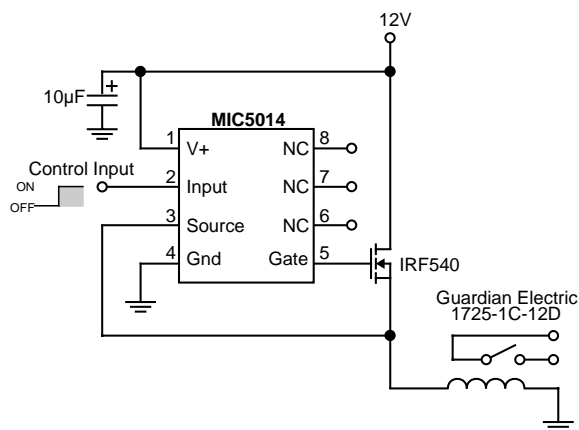 12V
+
10µF
MIC5014
1 V+ NC 8
Control Input
ON
OFF
2 Input NC 7
3 Source NC 6
4 Gnd Gate 5
IRF540
Guardian Electric
1725-1C-12D